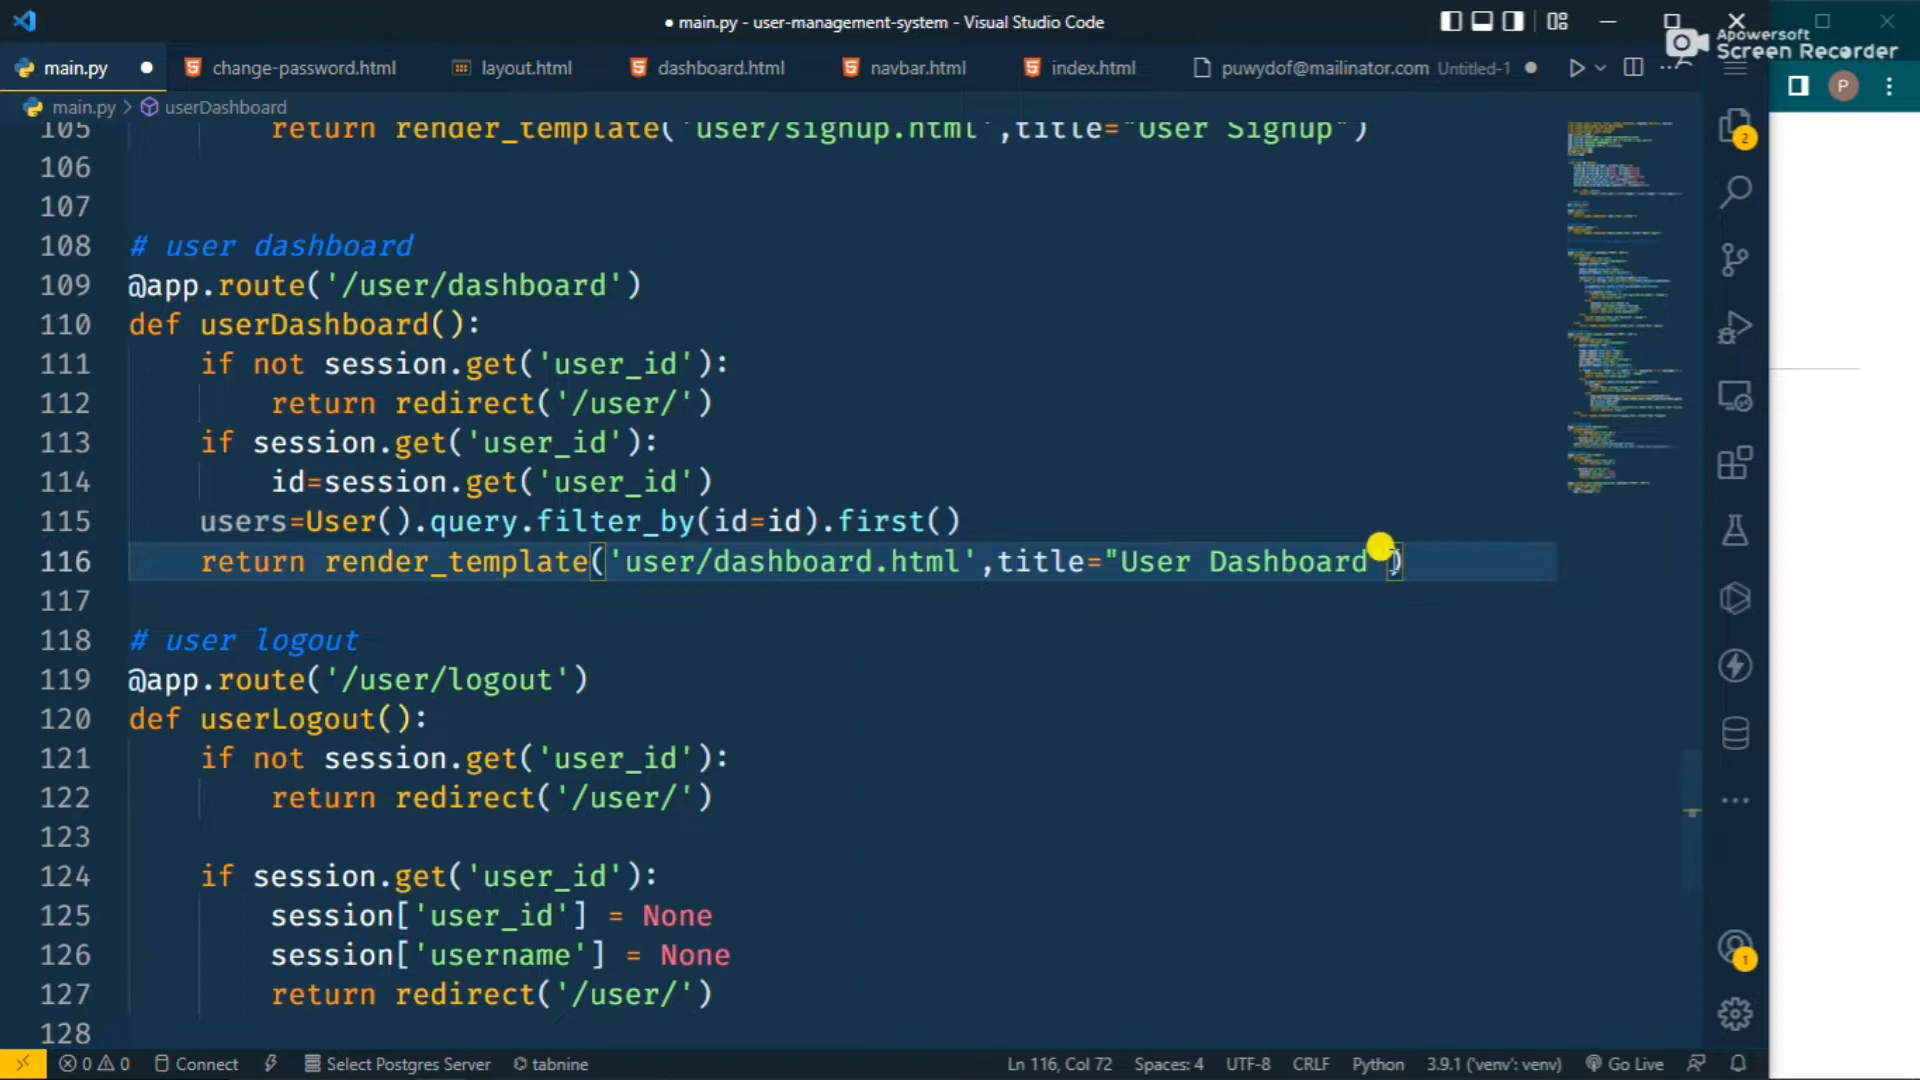 ● main.py - user-management-system - Visual Studio Code
Apowersoft
Screen Recorder
main.py ● change-password.html layout.html dashboard.html navbar.html index.html puwydof@mailinator.com Untitled-1 ●
P
main.py > userDashboard
105 return render_template('user/signup.html',title="User Signup")
106
107
108 # user dashboard
109 @app.route('/user/dashboard')
110 def userDashboard():
111 if not session.get('user_id'):
112 return redirect('/user/')
113 if session.get('user_id'):
114 id=session.get('user_id')
115 users=User().query.filter_by(id=id).first()
116 return render_template('user/dashboard.html',title="User Dashboard")
117
118 # user logout
119 @app.route('/user/logout')
120 def userLogout():
121 if not session.get('user_id'):
122 return redirect('/user/')
123
124 if session.get('user_id'):
125 session['user_id'] = None
126 session['username'] = None
127 return redirect('/user/')
128
2
1
0 0 Connect Select Postgres Server tabnine Ln 116, Col 72 Spaces: 4 UTF-8 CRLF Python 3.9.1 ('venv': venv) Go Live